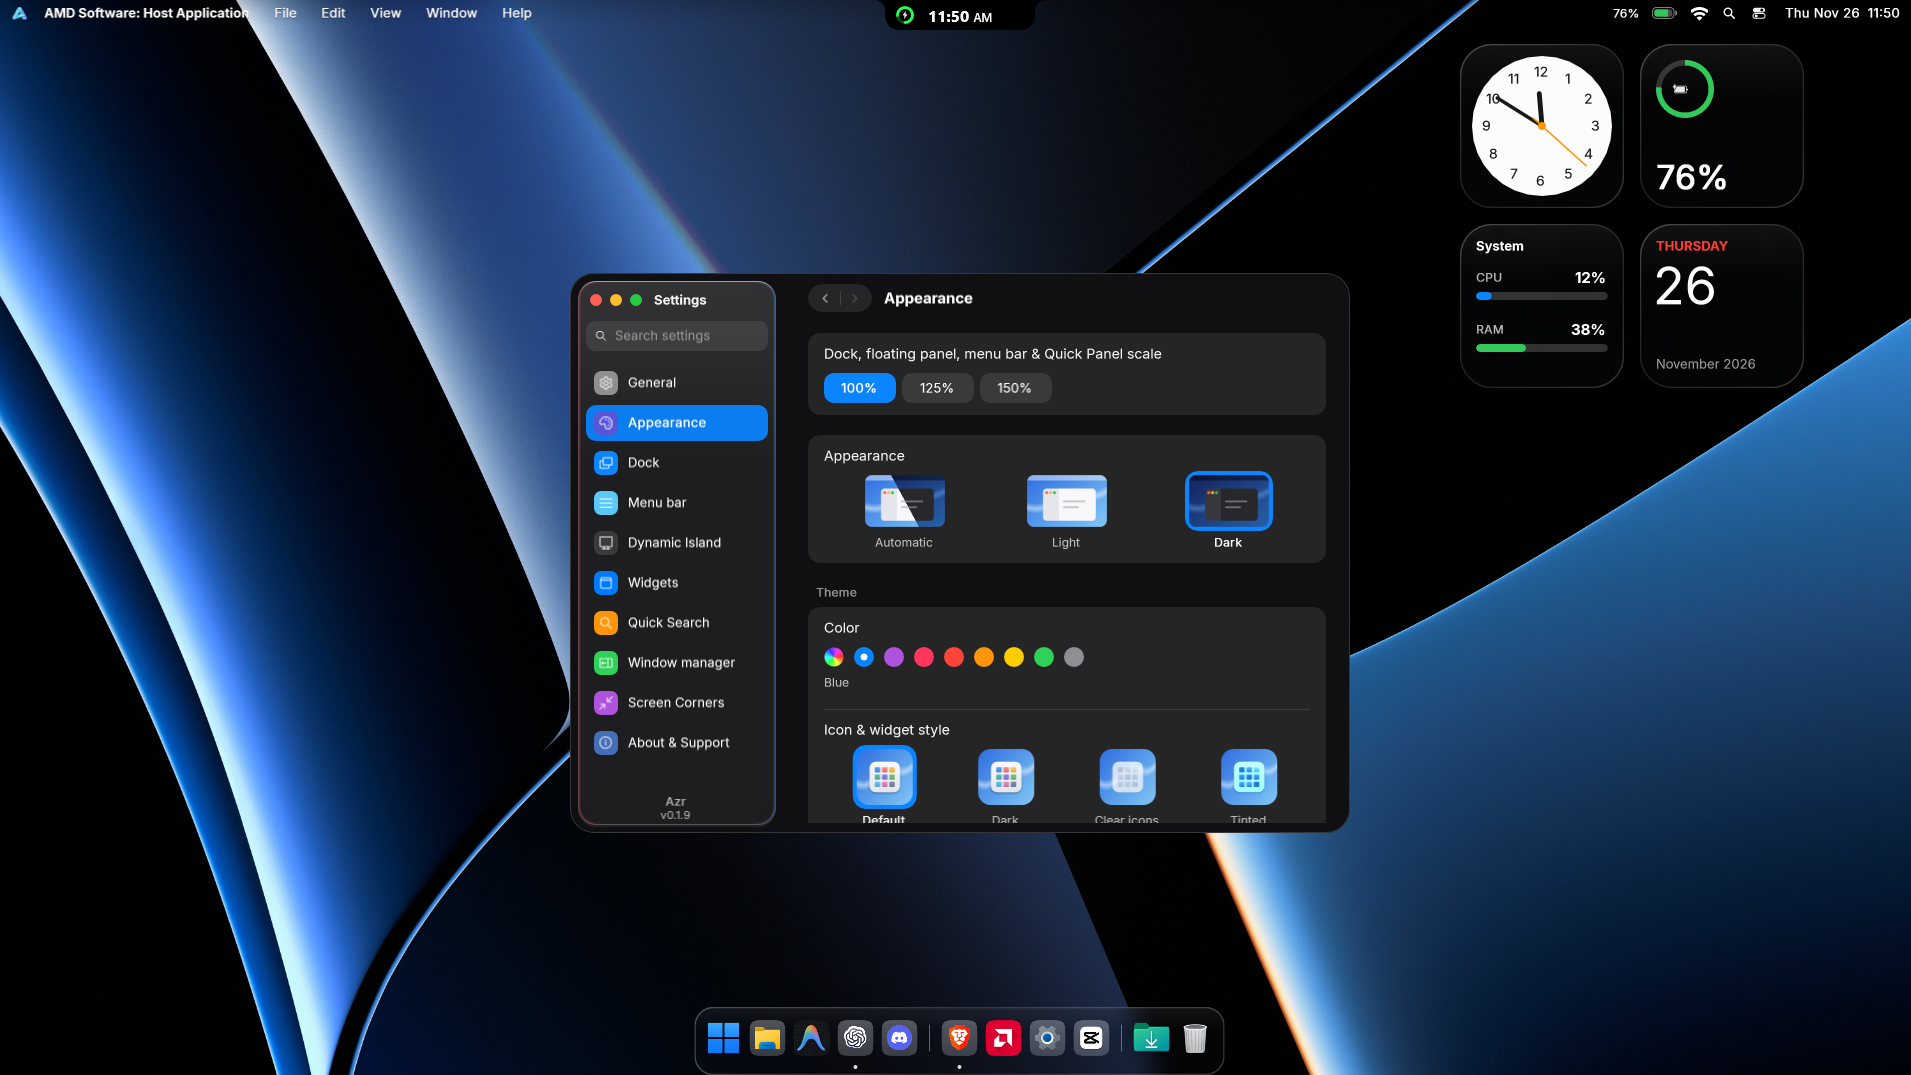 AMD Software: Host Application File Edit View Window Help
11:50 AM
76% Thu Nov 26 11:50
12
11 1
10 2
9 3
8 4
7 5
6
76%
System
CPU 12%
RAM 38%
THURSDAY
26
November 2026
Settings
Search settings
General
Appearance
Dock
Menu bar
Dynamic Island
Widgets
Quick Search
Window manager
Screen Corners
About & Support
Azr
v0.1.9
Appearance
Dock, floating panel, menu bar & Quick Panel scale
100% 125% 150%
Appearance
Automatic Light Dark
Theme
Color
Blue
Icon & widget style
Default Dark Clear icons Tinted